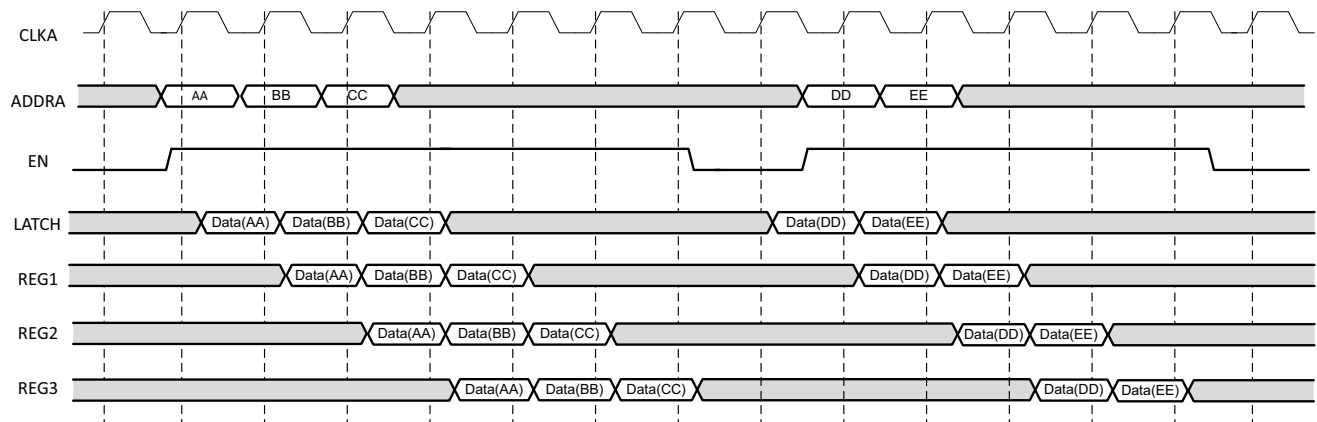 CLKA
ADDRA AA BB CC DD EE
EN
LATCH Data(AA) Data(BB) Data(CC) Data(DD) Data(EE)
REG1 Data(AA) Data(BB) Data(CC) Data(DD) Data(EE)
REG2 Data(AA) Data(BB) Data(CC) Data(DD) Data(EE)
REG3 Data(AA) Data(BB) Data(CC) Data(DD) Data(EE)